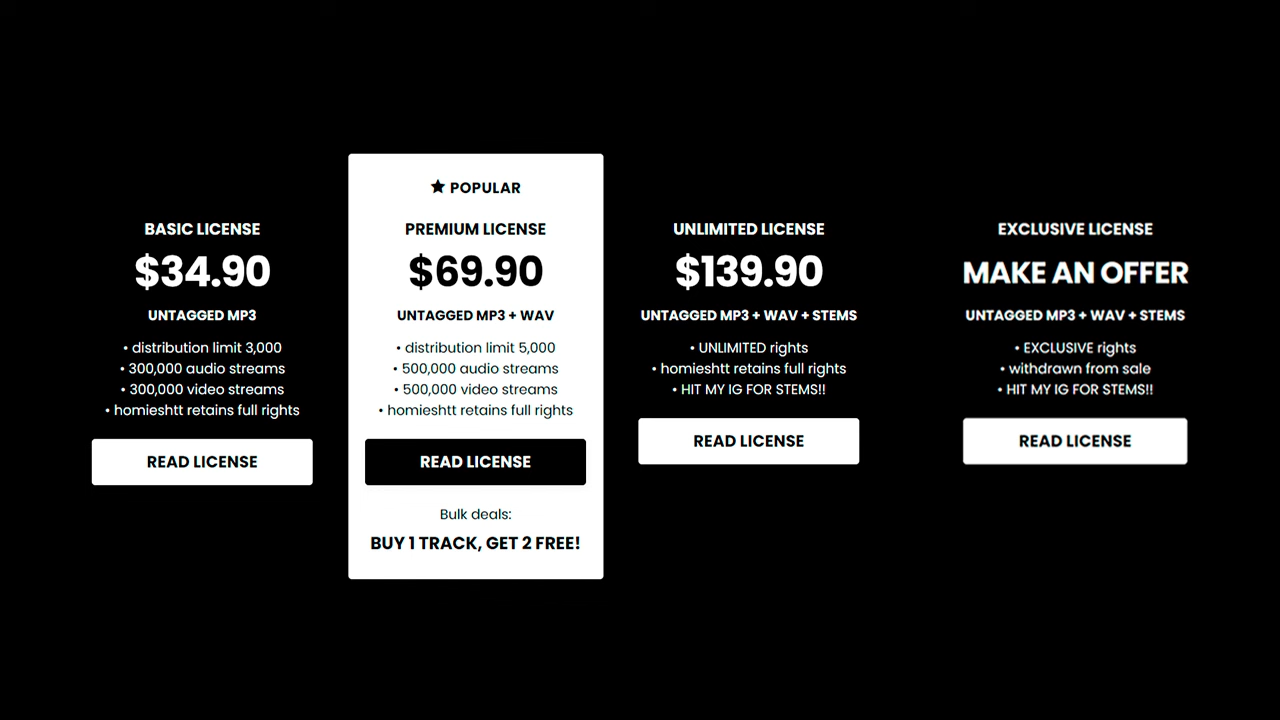 BASIC LICENSE
$34.90
UNTAGGED MP3
• distribution limit 3,000
• 300,000 audio streams
• 300,000 video streams
• homieshtt retains full rights
READ LICENSE
POPULAR
PREMIUM LICENSE
$69.90
UNTAGGED MP3 + WAV
• distribution limit 5,000
• 500,000 audio streams
• 500,000 video streams
• homieshtt retains full rights
READ LICENSE
Bulk deals:
BUY 1 TRACK, GET 2 FREE!
UNLIMITED LICENSE
$139.90
UNTAGGED MP3 + WAV + STEMS
• UNLIMITED rights
• homieshtt retains full rights
• HIT MY IG FOR STEMS!!
READ LICENSE
EXCLUSIVE LICENSE
MAKE AN OFFER
UNTAGGED MP3 + WAV + STEMS
• EXCLUSIVE rights
• withdrawn from sale
• HIT MY IG FOR STEMS!!
READ LICENSE